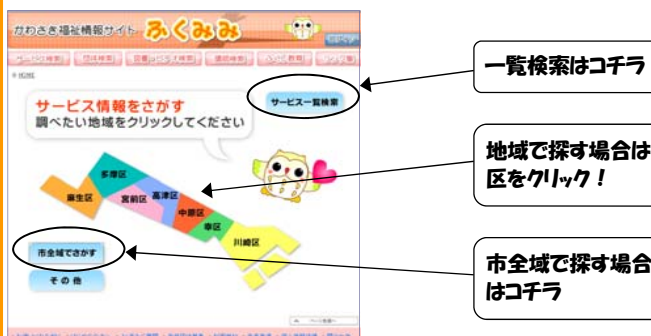 かわさき福祉情報サイト ふくみみ
HOME
サービス情報をさがす
調べたい地域をクリックしてください
サービス一覧検索
多摩区
麻生区
宮前区
高津区
中原区
幸区
川崎区
市全域でさがす
その他
一覧検索はコチラ
地域で探す場合は
区をクリック！
市全域で探す場合
はコチラ